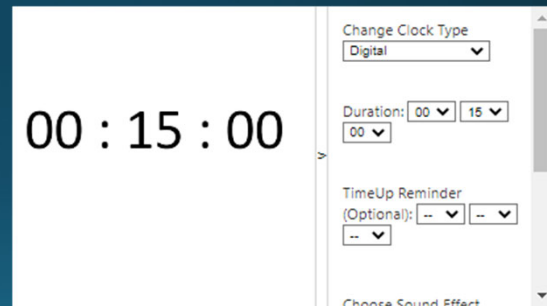 00 : 15 : 00
>
Change Clock Type
Digital
Duration: 00 15
00
TimeUp Reminder
(Optional): -- --
--
Choose Sound Effect